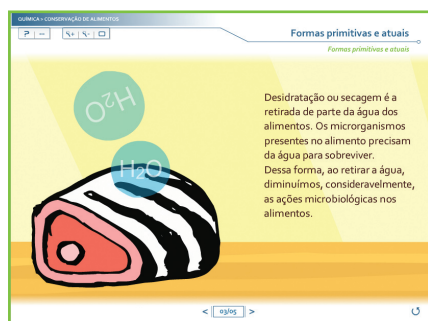 QUÍMICA > CONSERVAÇÃO DE ALIMENTOS
Formas primitivas e atuais
Formas primitivas e atuais
H2O
H2O
Desidratação ou secagem é a
retirada de parte da água dos
alimentos. Os microrganismos
presentes no alimento precisam
da água para sobreviver.
Dessa forma, ao retirar a água,
diminuímos, consideravelmente,
as ações microbiológicas nos
alimentos.
< 03/05 >